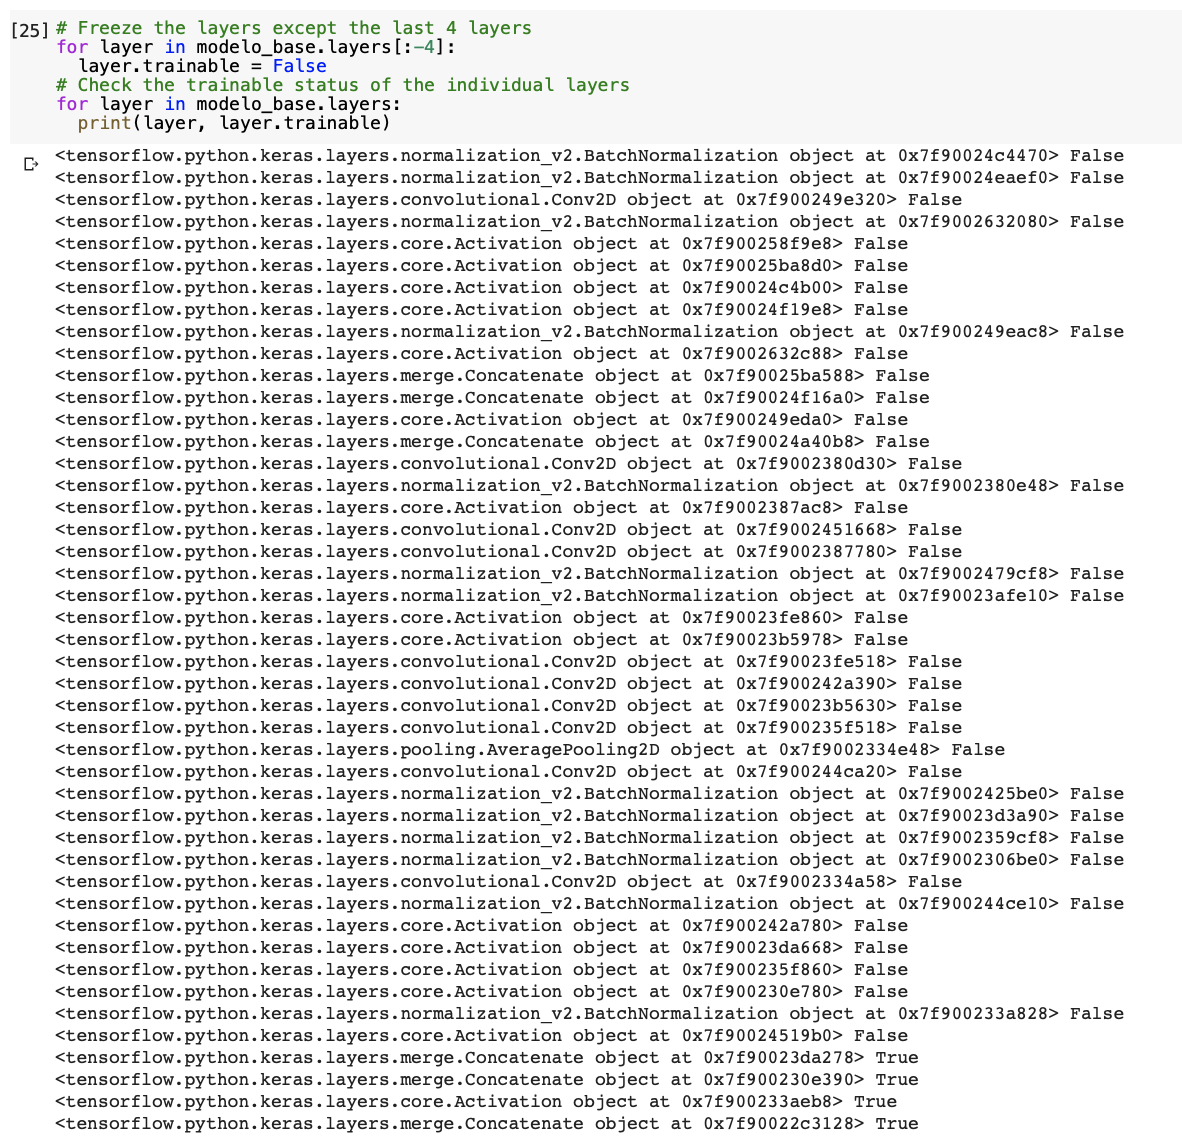 [25] # Freeze the layers except the last 4 layers
for layer in modelo_base.layers[:-4]:
  layer.trainable = False
# Check the trainable status of the individual layers
for layer in modelo_base.layers:
  print(layer, layer.trainable)
<tensorflow.python.keras.layers.normalization_v2.BatchNormalization object at 0x7f90024c4470> False
<tensorflow.python.keras.layers.normalization_v2.BatchNormalization object at 0x7f90024eaef0> False
<tensorflow.python.keras.layers.convolutional.Conv2D object at 0x7f900249e320> False
<tensorflow.python.keras.layers.normalization_v2.BatchNormalization object at 0x7f9002632080> False
<tensorflow.python.keras.layers.core.Activation object at 0x7f900258f9e8> False
<tensorflow.python.keras.layers.core.Activation object at 0x7f90025ba8d0> False
<tensorflow.python.keras.layers.core.Activation object at 0x7f90024c4b00> False
<tensorflow.python.keras.layers.core.Activation object at 0x7f90024f19e8> False
<tensorflow.python.keras.layers.normalization_v2.BatchNormalization object at 0x7f900249eac8> False
<tensorflow.python.keras.layers.core.Activation object at 0x7f9002632c88> False
<tensorflow.python.keras.layers.merge.Concatenate object at 0x7f90025ba588> False
<tensorflow.python.keras.layers.merge.Concatenate object at 0x7f90024f16a0> False
<tensorflow.python.keras.layers.core.Activation object at 0x7f900249eda0> False
<tensorflow.python.keras.layers.merge.Concatenate object at 0x7f90024a40b8> False
<tensorflow.python.keras.layers.convolutional.Conv2D object at 0x7f9002380d30> False
<tensorflow.python.keras.layers.normalization_v2.BatchNormalization object at 0x7f9002380e48> False
<tensorflow.python.keras.layers.core.Activation object at 0x7f9002387ac8> False
<tensorflow.python.keras.layers.convolutional.Conv2D object at 0x7f9002451668> False
<tensorflow.python.keras.layers.convolutional.Conv2D object at 0x7f9002387780> False
<tensorflow.python.keras.layers.normalization_v2.BatchNormalization object at 0x7f9002479cf8> False
<tensorflow.python.keras.layers.normalization_v2.BatchNormalization object at 0x7f90023afe10> False
<tensorflow.python.keras.layers.core.Activation object at 0x7f90023fe860> False
<tensorflow.python.keras.layers.core.Activation object at 0x7f90023b5978> False
<tensorflow.python.keras.layers.convolutional.Conv2D object at 0x7f90023fe518> False
<tensorflow.python.keras.layers.convolutional.Conv2D object at 0x7f900242a390> False
<tensorflow.python.keras.layers.convolutional.Conv2D object at 0x7f90023b5630> False
<tensorflow.python.keras.layers.convolutional.Conv2D object at 0x7f900235f518> False
<tensorflow.python.keras.layers.pooling.AveragePooling2D object at 0x7f9002334e48> False
<tensorflow.python.keras.layers.convolutional.Conv2D object at 0x7f900244ca20> False
<tensorflow.python.keras.layers.normalization_v2.BatchNormalization object at 0x7f9002425be0> False
<tensorflow.python.keras.layers.normalization_v2.BatchNormalization object at 0x7f90023d3a90> False
<tensorflow.python.keras.layers.normalization_v2.BatchNormalization object at 0x7f9002359cf8> False
<tensorflow.python.keras.layers.normalization_v2.BatchNormalization object at 0x7f9002306be0> False
<tensorflow.python.keras.layers.convolutional.Conv2D object at 0x7f9002334a58> False
<tensorflow.python.keras.layers.normalization_v2.BatchNormalization object at 0x7f900244ce10> False
<tensorflow.python.keras.layers.core.Activation object at 0x7f900242a780> False
<tensorflow.python.keras.layers.core.Activation object at 0x7f90023da668> False
<tensorflow.python.keras.layers.core.Activation object at 0x7f900235f860> False
<tensorflow.python.keras.layers.core.Activation object at 0x7f900230e780> False
<tensorflow.python.keras.layers.normalization_v2.BatchNormalization object at 0x7f900233a828> False
<tensorflow.python.keras.layers.core.Activation object at 0x7f90024519b0> False
<tensorflow.python.keras.layers.merge.Concatenate object at 0x7f90023da278> True
<tensorflow.python.keras.layers.merge.Concatenate object at 0x7f900230e390> True
<tensorflow.python.keras.layers.core.Activation object at 0x7f900233aeb8> True
<tensorflow.python.keras.layers.merge.Concatenate object at 0x7f90022c3128> True